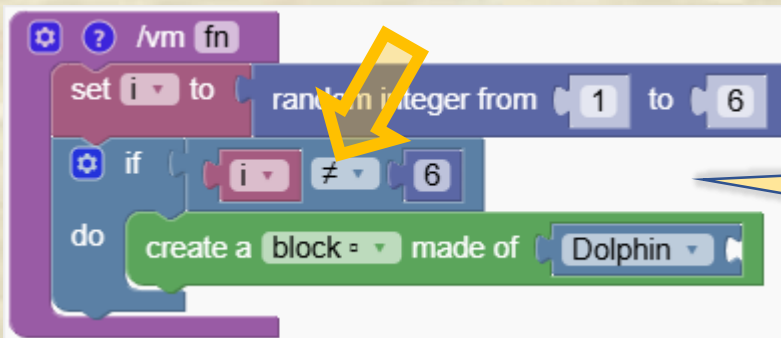 ? /vm fn
set i to random integer from 1 to 6
if i ≠ 6
do create a block made of Dolphin